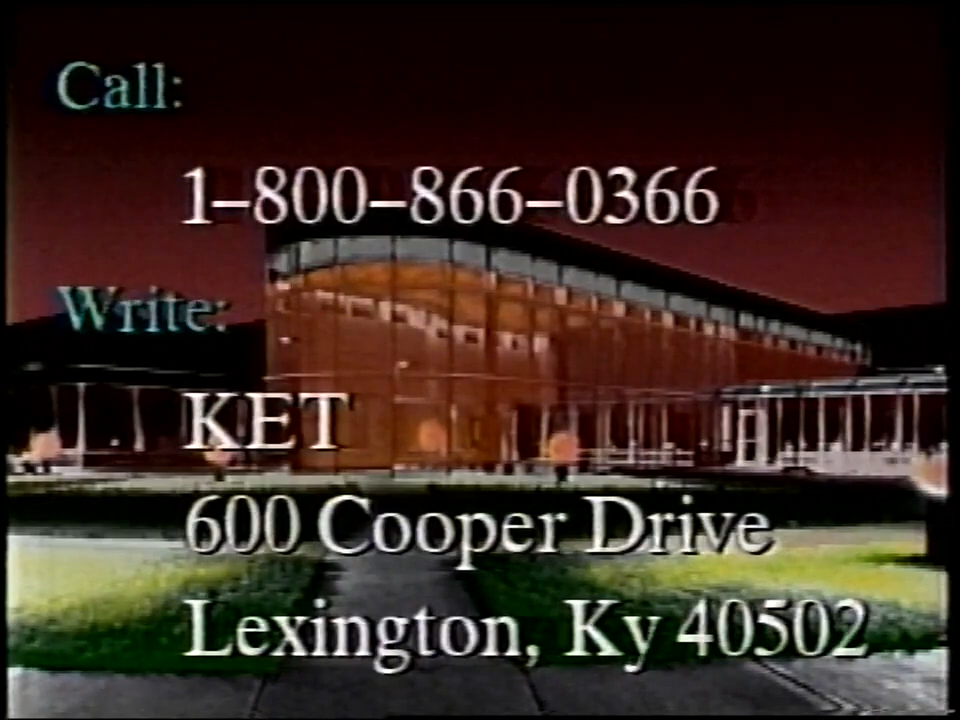 Call:
1–800–866–0366
Write:
KET
600 Cooper Drive
Lexington, Ky 40502